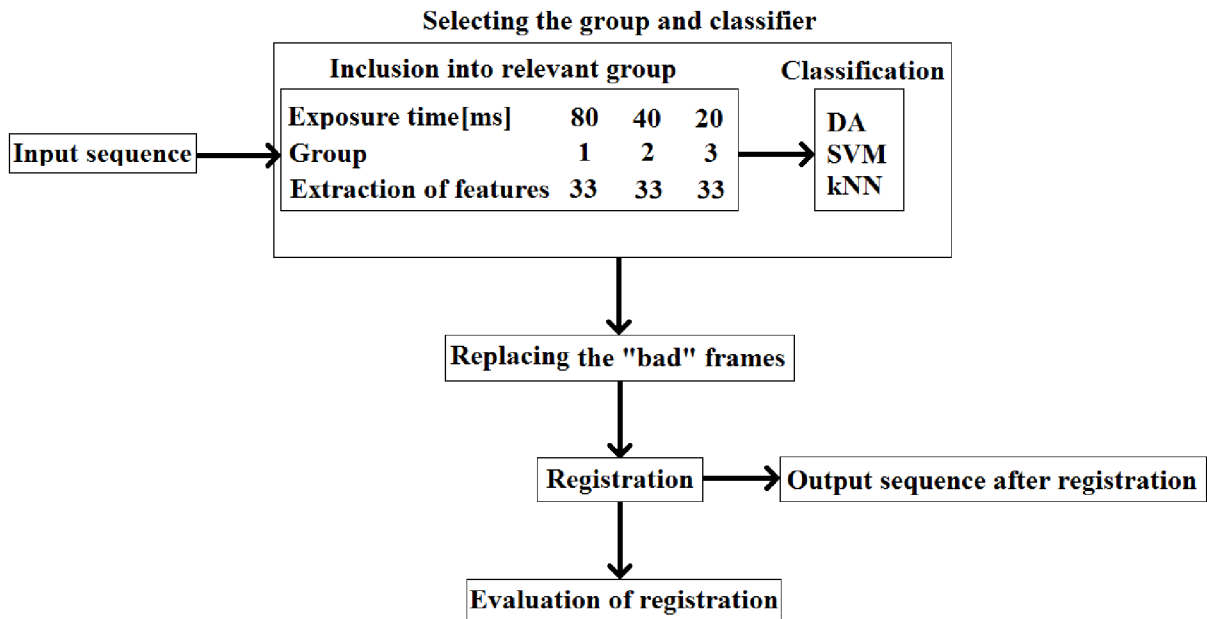 Selecting the group and classifier
Inclusion into relevant group
Classification
Exposure time[ms] 80 40 20
Group 1 2 3
Extraction of features 33 33 33
DA
SVM
kNN
Input sequence
Replacing the "bad" frames
Registration
Output sequence after registration
Evaluation of registration